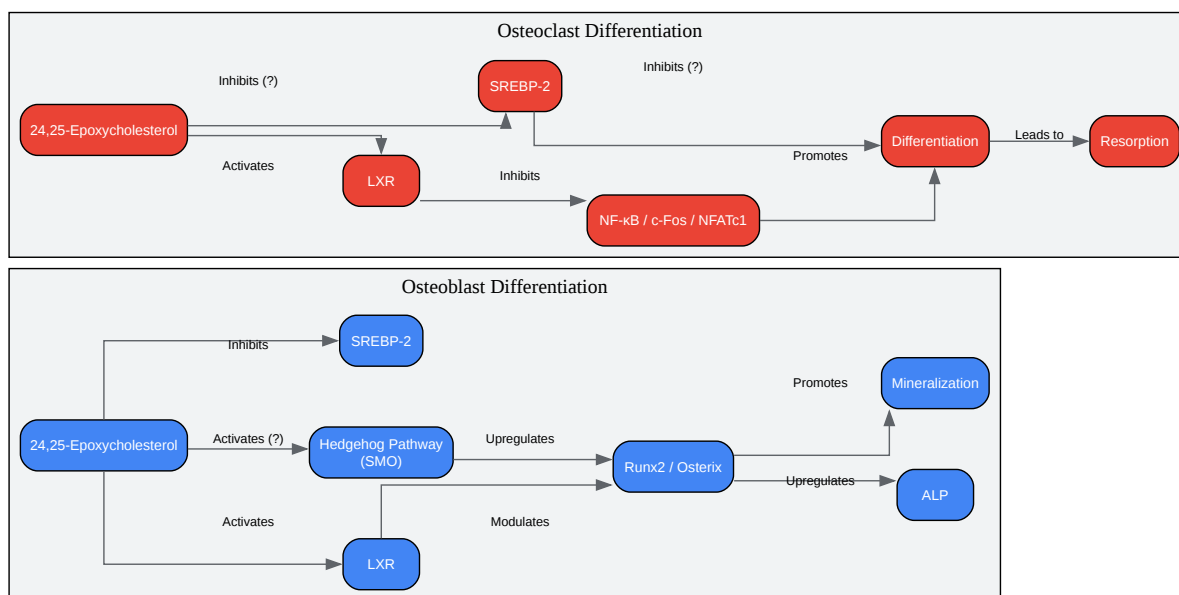 Osteoclast Differentiation
Inhibits (?)
SREBP-2
Inhibits (?)
24,25-Epoxycholesterol
Differentiation
Leads to
Resorption
Activates
LXR
Inhibits
Promotes
NF-κB / c-Fos / NFATc1
Osteoblast Differentiation
Inhibits
SREBP-2
Promotes
Mineralization
24,25-Epoxycholesterol
Activates (?)
Hedgehog Pathway
(SMO)
Upregulates
Runx2 / Osterix
Upregulates
ALP
Activates
LXR
Modulates